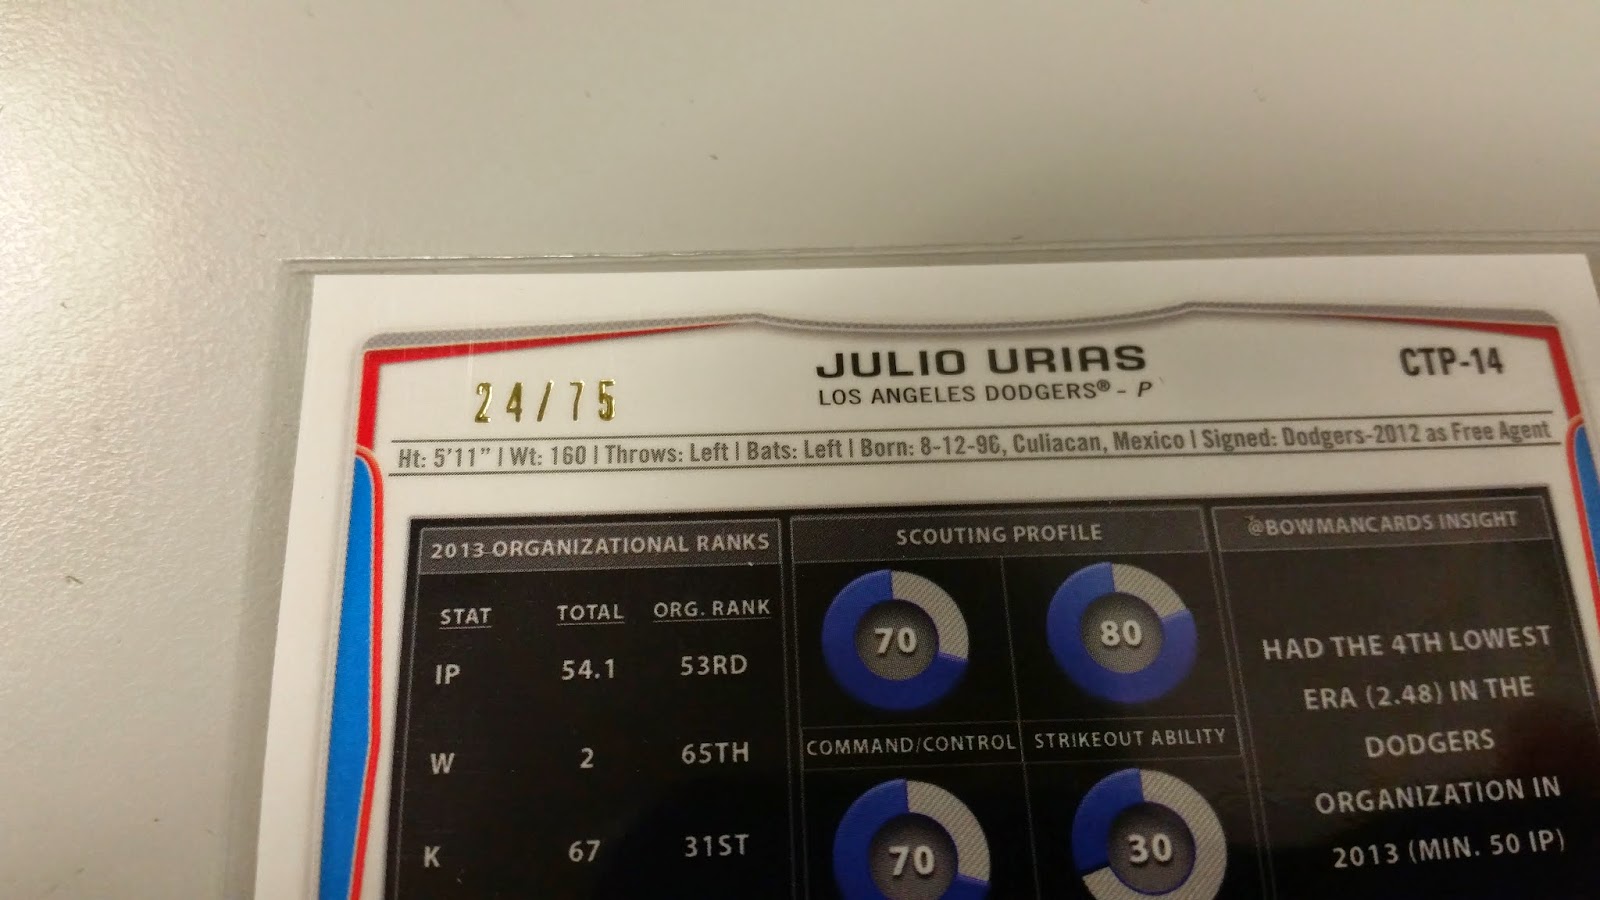 JULIO URIAS
CTP-14
24/75
LOS ANGELES DODGERS® - P
Ht: 5'11" | Wt: 160 | Throws: Left | Bats: Left | Born: 8-12-96, Culiacan, Mexico | Signed: Dodgers-2012 as Free Agent
2013 ORGANIZATIONAL RANKS
STAT TOTAL ORG. RANK
IP 54.1 53RD
W 2 65TH
K 67 31ST
SCOUTING PROFILE
70 80
COMMAND/CONTROL STRIKEOUT ABILITY
70 30
@BOWMANCARDS INSIGHT
HAD THE 4TH LOWEST
ERA (2.48) IN THE
DODGERS
ORGANIZATION IN
2013 (MIN. 50 IP)